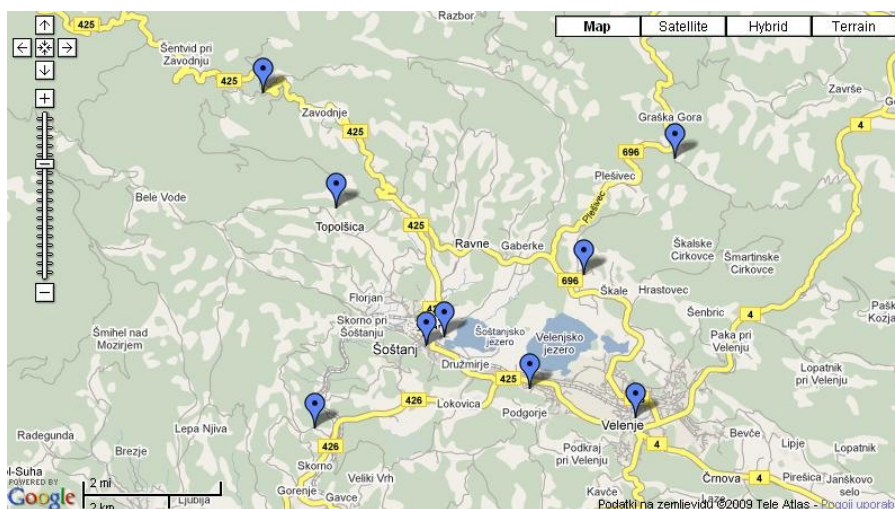 Razbor
Map
Satellite
Hybrid
Terrain
Šentvid pri
Zavodnju
425
425
Zavodnje
425
Završe
4
Graška Gora
696
Plešivec
Plešivec
Bele Vode
Topolšica
425
Ravne
Gaberke
696
Škale
Hrastovec
Škalske
Cirkovce
Šmartinske
Cirkovce
Florjan
Skorno pri
Šoštanju
Šoštanj
Šoštanjsko
jezero
Velenjsko
jezero
Šenbric
4
Paka pri
Velenju
Šmihel nad
Mozirjem
Družmirje
425
Lopatnik
pri Velenju
426
Lokovica
Podgorje
Velenje
Lepa Njiva
Radegunda
Brezje
426
Skorno
Podkraj
pri Velenju
4
Bevče
Lipje
Lopatnik
Veliki Vrh
Gorenje
Gavce
Kavče
Črnova
4
Pirešica
Janškovo
selo
Laze
Ljubija
POWERED BY
Google
2 mi
2 km
Podatki na zemljevidu ©2009 Tele Atlas - Pogoji uporab